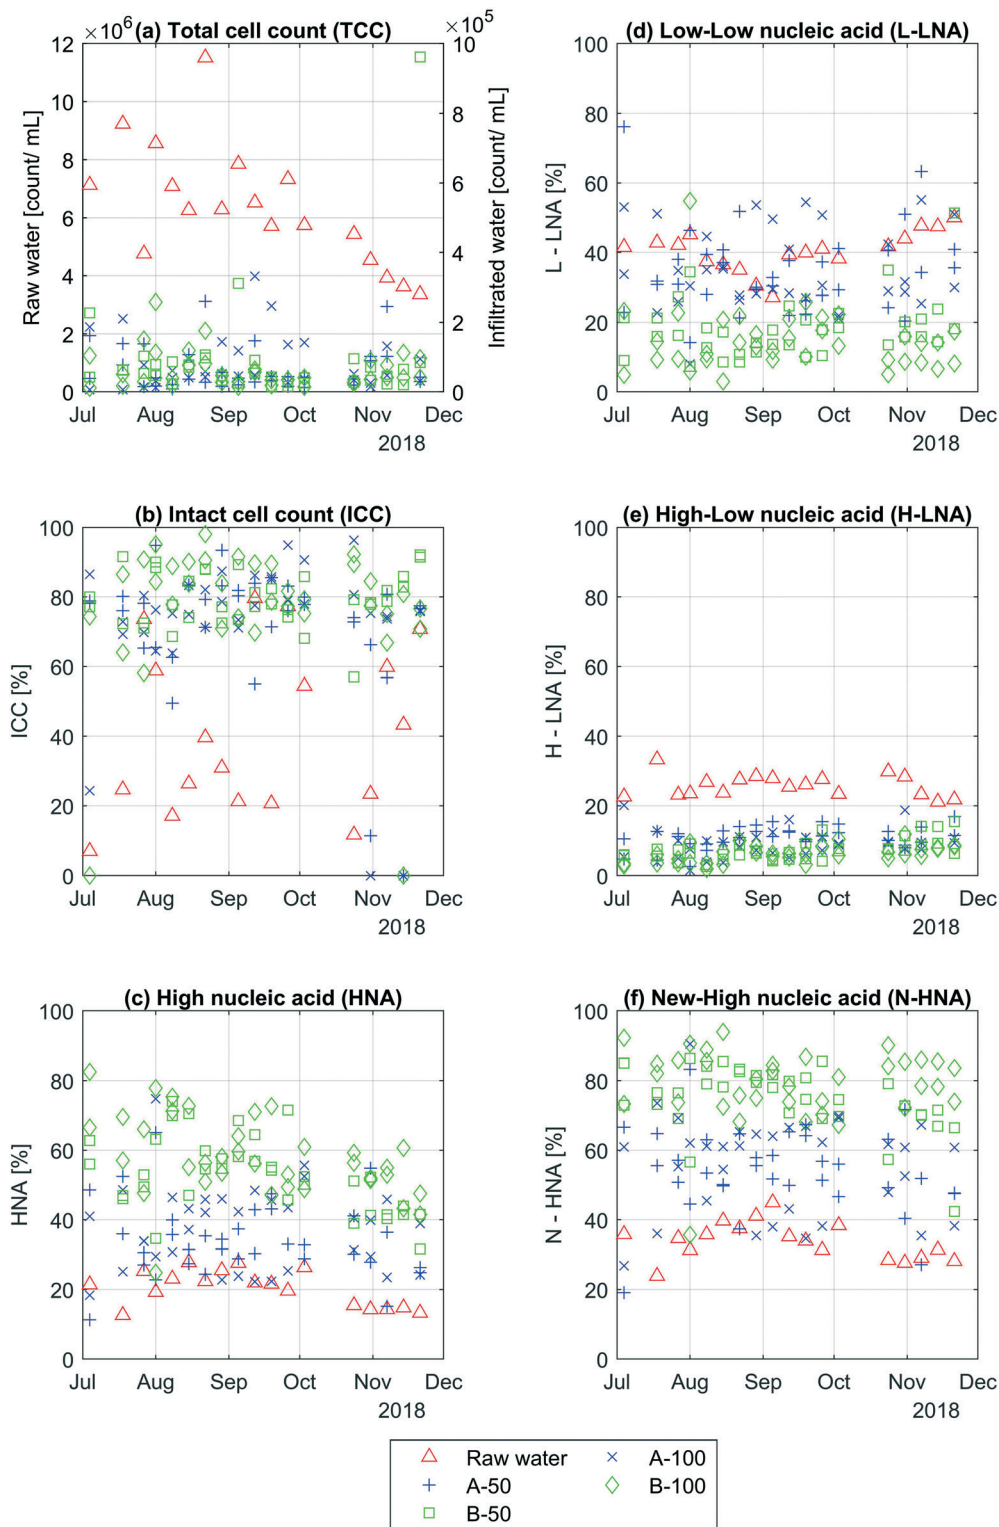 (a) Total cell count (TCC)
×10^6
×10^5
12
10
8
6
4
2
0
10
8
6
4
2
0
Raw water [count/ mL]
Infiltrated water [count/ mL]
Jul Aug Sep Oct Nov Dec
2018
(d) Low-Low nucleic acid (L-LNA)
100
80
60
40
20
0
L - LNA [%]
Jul Aug Sep Oct Nov Dec
2018
(b) Intact cell count (ICC)
100
80
60
40
20
0
ICC [%]
Jul Aug Sep Oct Nov Dec
2018
(e) High-Low nucleic acid (H-LNA)
100
80
60
40
20
0
H - LNA [%]
Jul Aug Sep Oct Nov Dec
2018
(c) High nucleic acid (HNA)
100
80
60
40
20
0
HNA [%]
Jul Aug Sep Oct Nov Dec
2018
(f) New-High nucleic acid (N-HNA)
100
80
60
40
20
0
N - HNA [%]
Jul Aug Sep Oct Nov Dec
2018
Raw water
A-50
B-50
A-100
B-100